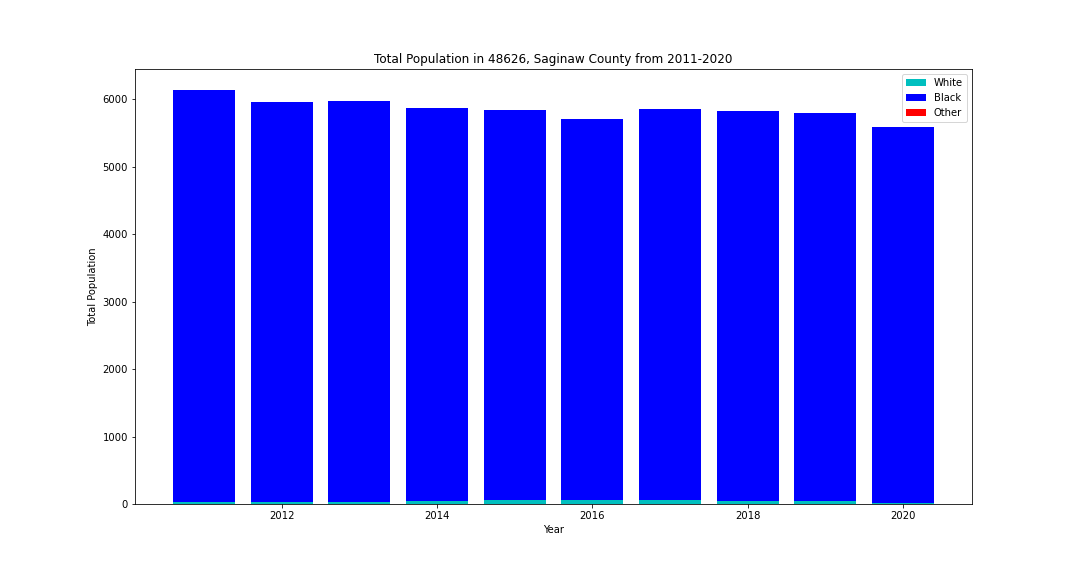 Total Population in 48626, Saginaw County from 2011-2020
White
Black
Other
Total Population
6000
5000
4000
3000
2000
1000
0
2012
2014
2016
2018
2020
Year